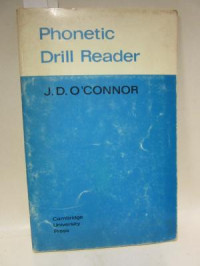 Phonetic
Drill Reader
J. D. O'CONNOR
Cambridge
University
Press